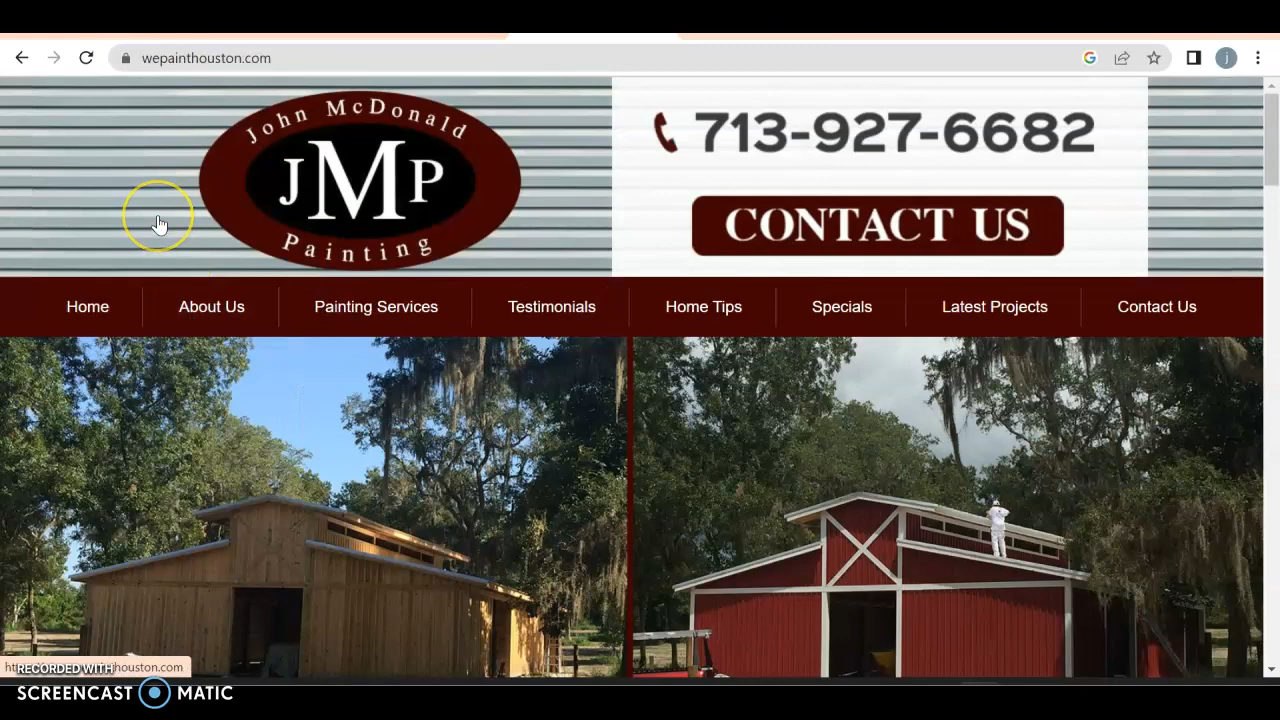 wepainthouston.com
j
John McDonald
JMP
Painting
713-927-6682
CONTACT US
Home
About Us
Painting Services
Testimonials
Home Tips
Specials
Latest Projects
Contact Us
RECORDED WITH
houston.com
SCREENCAST MATIC